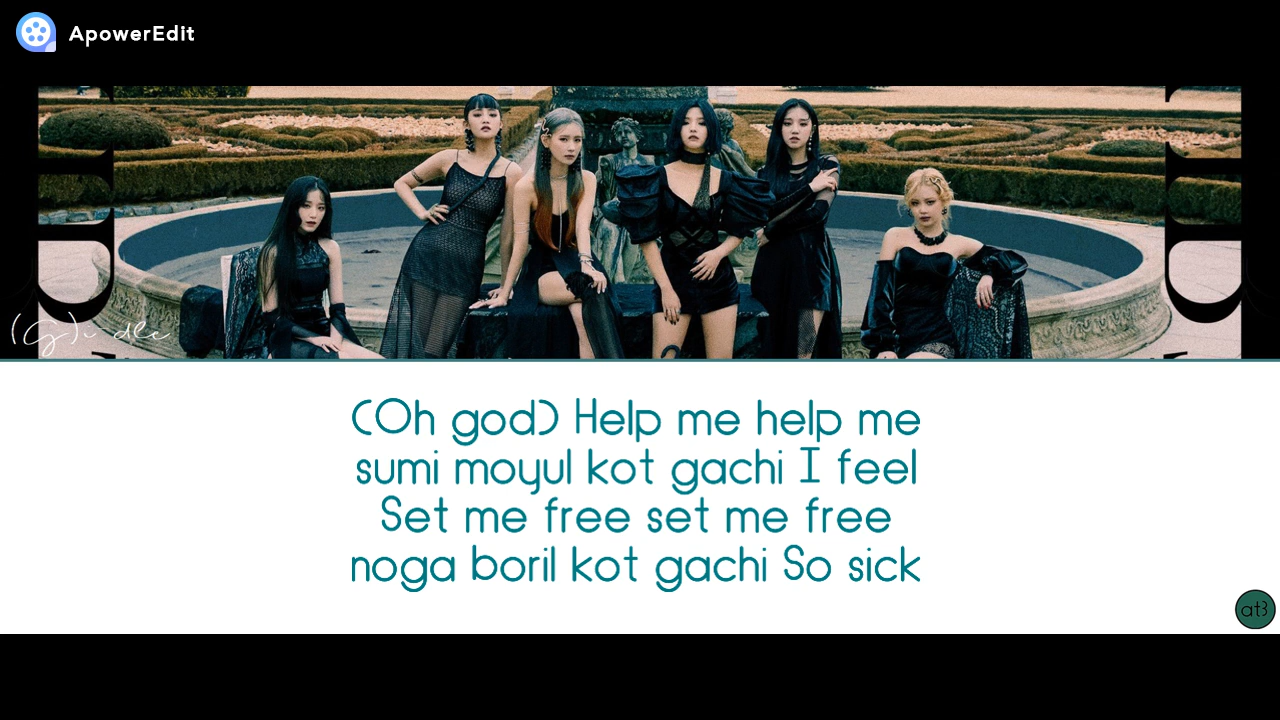 ApowerEdit
(G)i-dle
(Oh god) Help me help me
sumi moyul kot gachi I feel
Set me free set me free
noga boril kot gachi So sick
at3